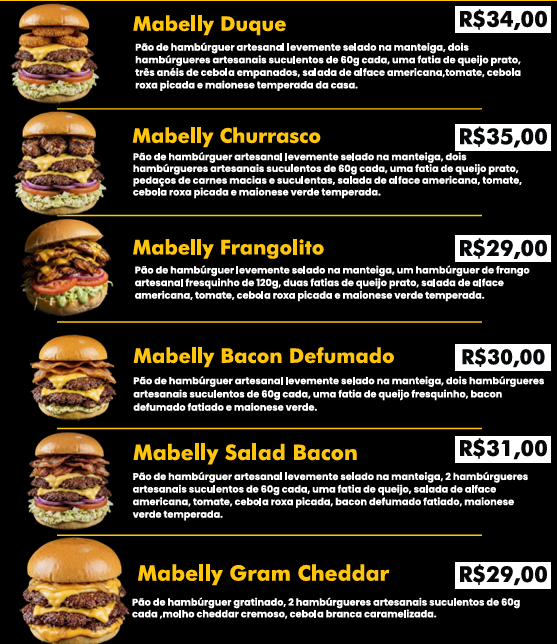 Mabelly Duque
R$34,00
Pão de hambúrguer artesanal levemente selado na manteiga, dois
hambúrgueres artesanais suculentos de 60g cada, uma fatia de queijo prato,
três anéis de cebola empanados, salada de alface americana,tomate, cebola
roxa picada e maionese temperada da casa.
Mabelly Churrasco
R$35,00
Pão de hambúrguer artesanal levemente selado na manteiga, dois
hambúrgueres artesanais suculentos de 60g cada, uma fatia de queijo prato,
pedaços de carnes macias e suculentas, salada de alface americana, tomate,
cebola roxa picada e maionese verde temperada.
Mabelly Frangolito
R$29,00
Pão de hambúrguer levemente selado na manteiga, um hambúrguer de frango
artesanal fresquinho de 120g, duas fatias de queijo prato, salada de alface
americana, tomate, cebola roxa picada e maionese verde temperada.
Mabelly Bacon Defumado
R$30,00
Pão de hambúrguer artesanal levemente selado na manteiga, dois hambúrgueres
artesanais suculentos de 60g cada, uma fatia de queijo fresquinho, bacon
defumado fatiado e maionese verde.
Mabelly Salad Bacon
R$31,00
Pão de hambúrguer artesanal levemente selado na manteiga, 2 hambúrgueres
artesanais suculentos de 60g cada, uma fatia de queijo, salada de alface
americana, tomate, cebola roxa picada, bacon defumado fatiado, maionese
verde temperada.
Mabelly Gram Cheddar
R$29,00
Pão de hambúrguer gratinado, 2 hambúrgueres artesanais suculentos de 60g
cada ,molho cheddar cremoso, cebola branca caramelizada.